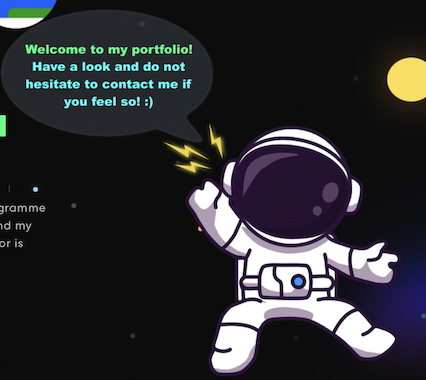 Welcome to my portfolio!
Have a look and do not
hesitate to contact me if
you feel so! :)
gramme
nd my
or is